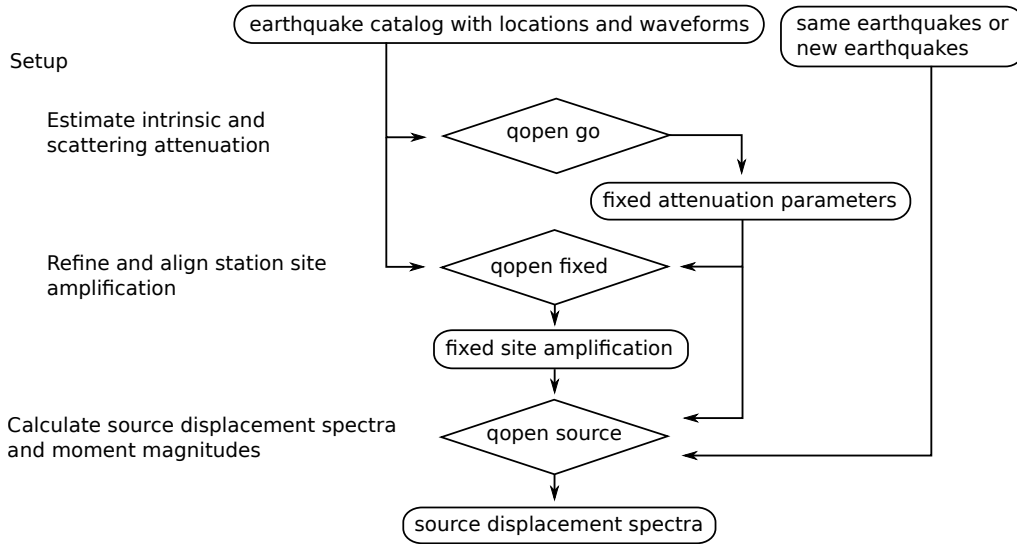 earthquake catalog with locations and waveforms
same earthquakes or
new earthquakes
Setup
Estimate intrinsic and
scattering attenuation
qopen go
fixed attenuation parameters
Refine and align station site
amplification
qopen fixed
fixed site amplification
Calculate source displacement spectra
and moment magnitudes
qopen source
source displacement spectra